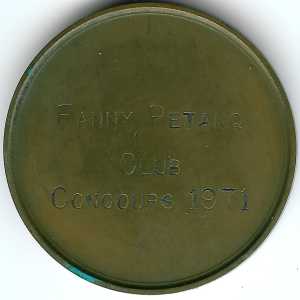 FANNY PETANQ
CLUB
CONCOURS 1971